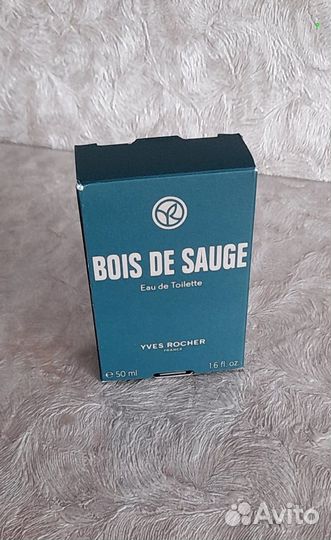 BOIS DE SAUGE
Eau de Toilette
YVES ROCHER
FRANCE
℮ 50 ml 1.6 fl. oz.
Avito